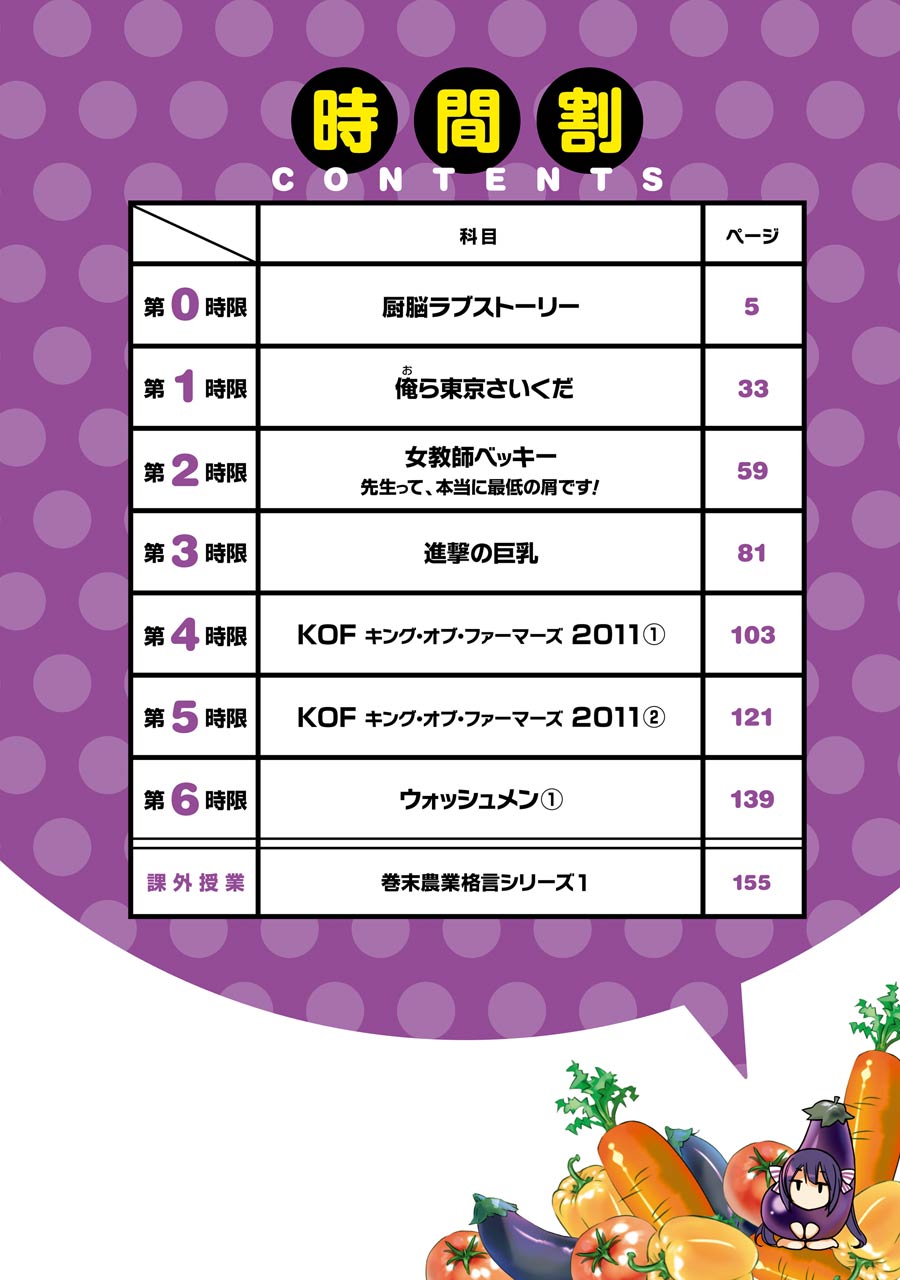 時間割
CONTENTS
科目 ページ
第0時限 厨脳ラブストーリー 5
お
第1時限 俺ら東京さいくだ 33
第2時限 女教師ベッキー 59
先生って、本当に最低の屑です!
第3時限 進撃の巨乳 81
第4時限 KOF キング・オブ・ファーマーズ 2011① 103
第5時限 KOF キング・オブ・ファーマーズ 2011② 121
第6時限 ウォッシュメン① 139
課外授業 巻末農業格言シリーズ1 155